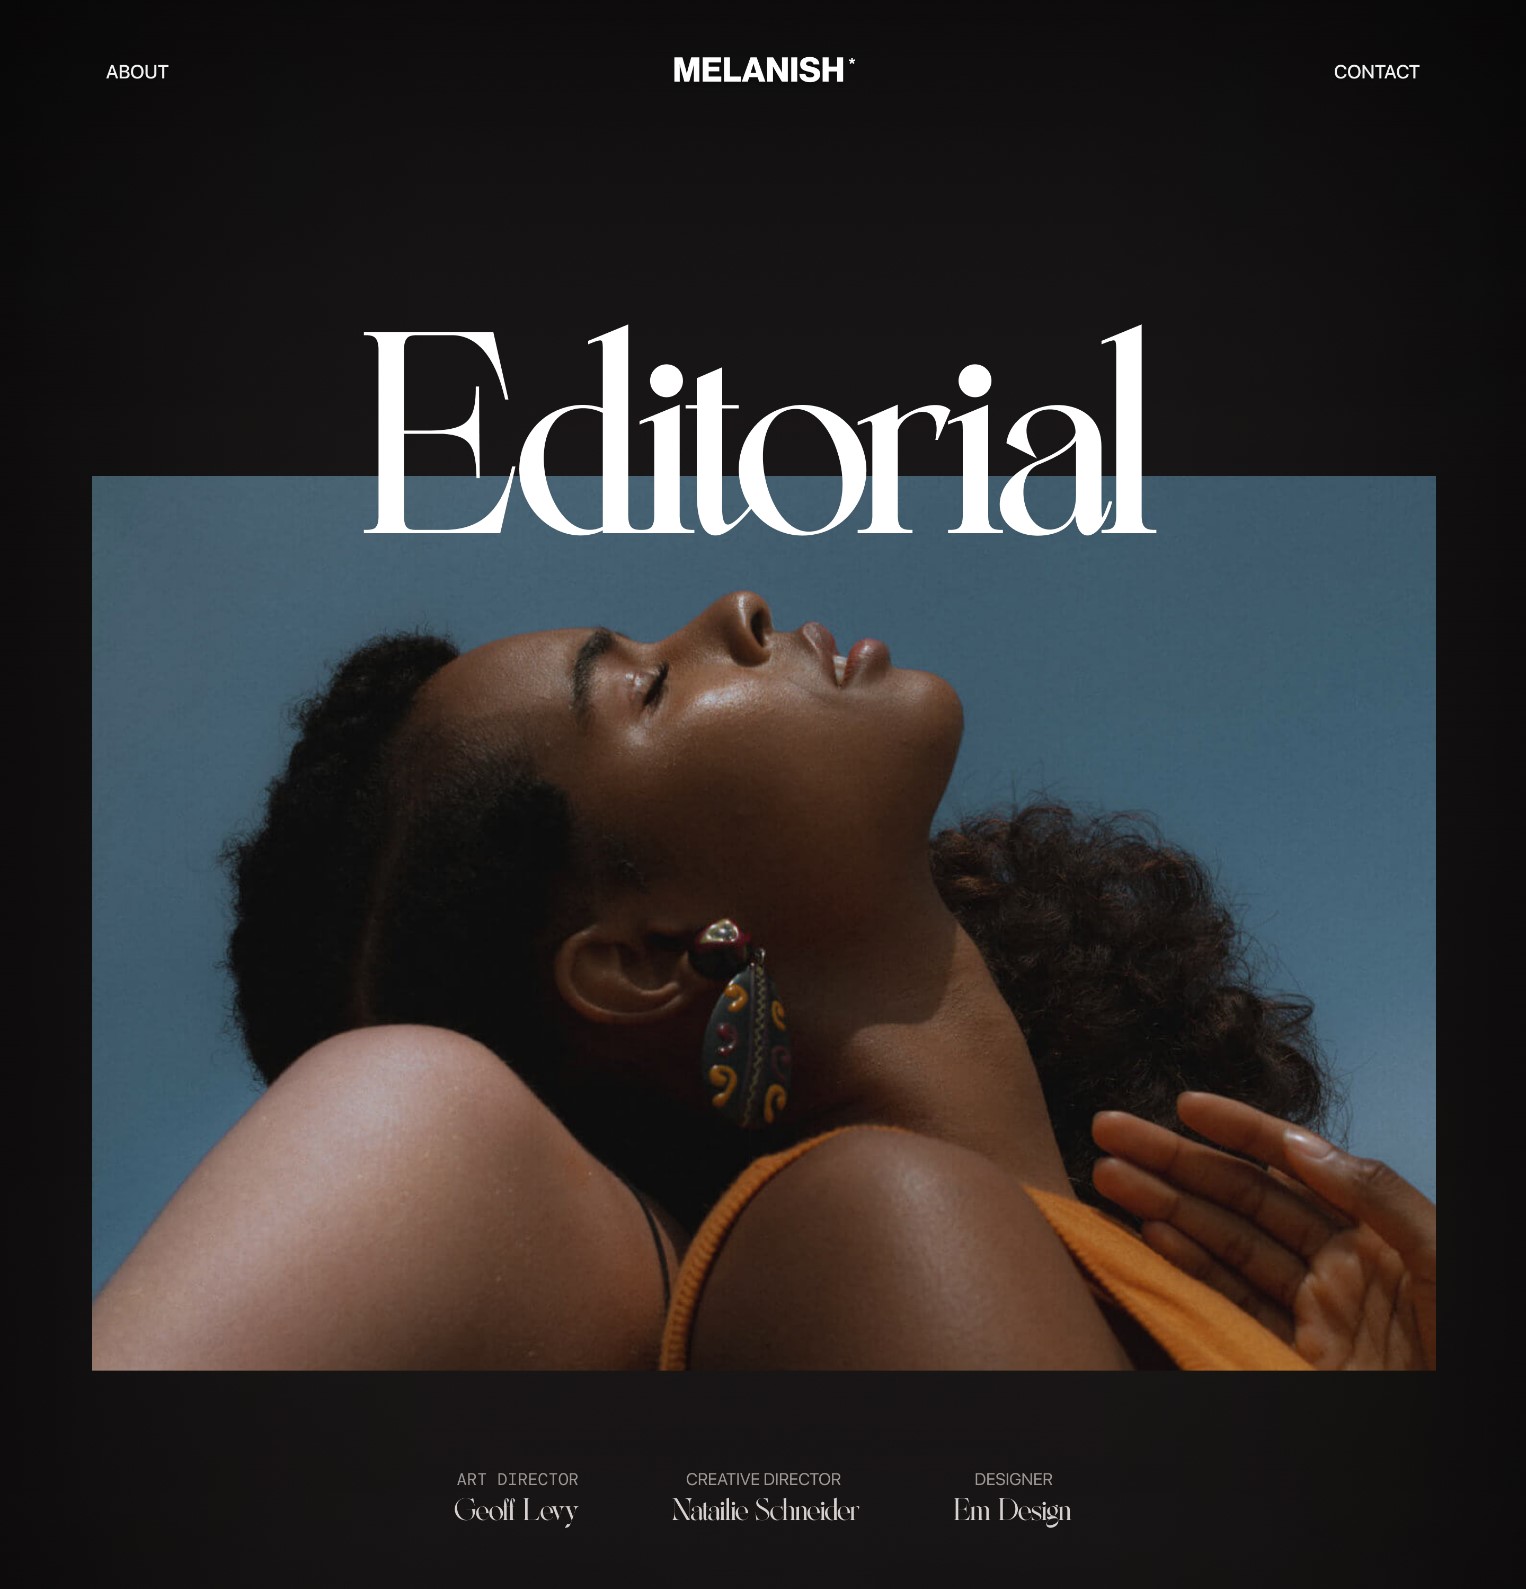 ABOUT MELANISH* CONTACT
Editorial
ART DIRECTOR CREATIVE DIRECTOR DESIGNER
Geoff Levy Natailie Schneider Em Design